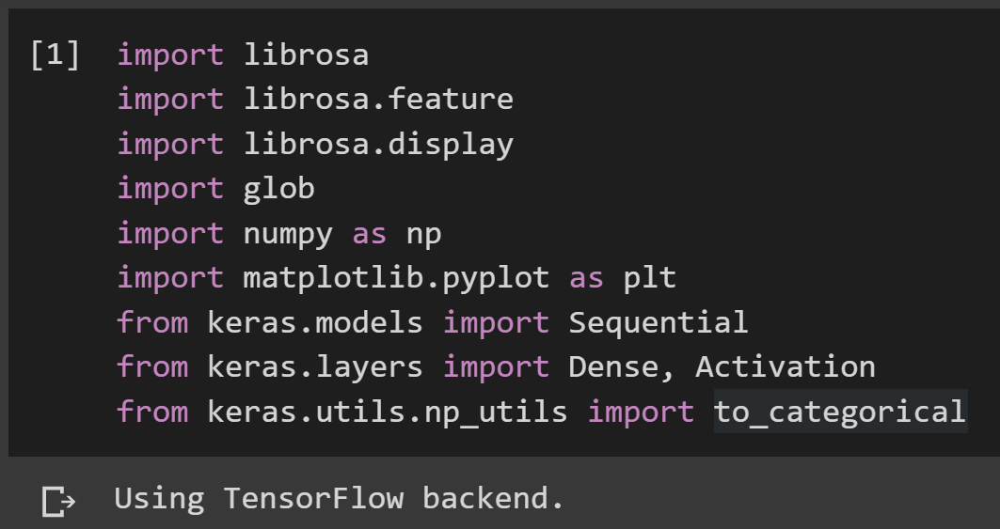 [1] import librosa
import librosa.feature
import librosa.display
import glob
import numpy as np
import matplotlib.pyplot as plt
from keras.models import Sequential
from keras.layers import Dense, Activation
from keras.utils.np_utils import to_categorical
Using TensorFlow backend.